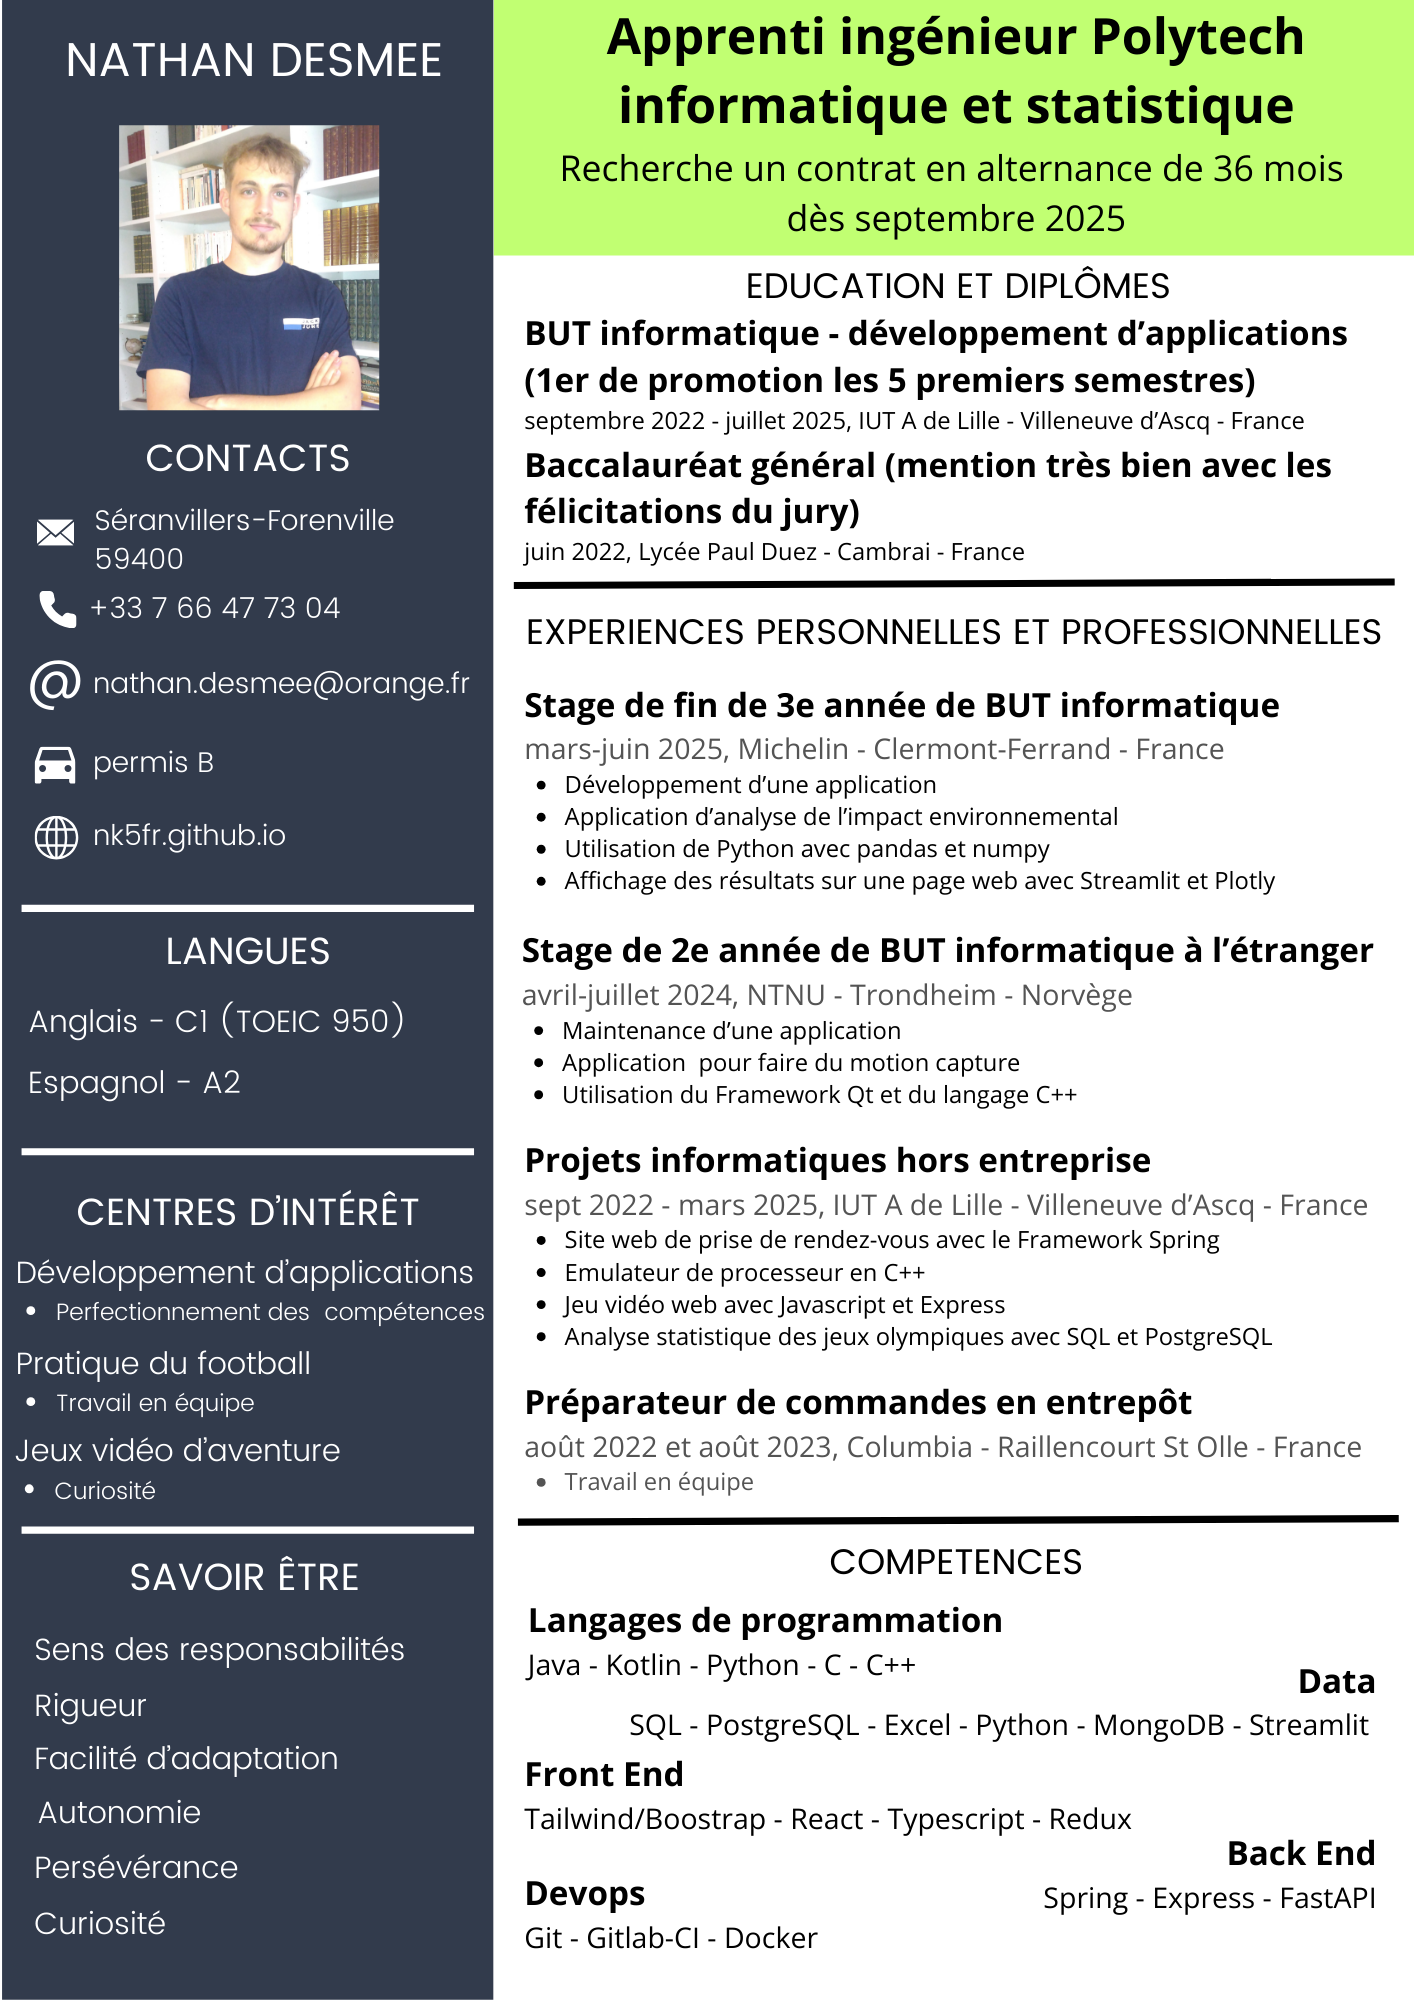 NATHAN DESMEE
CONTACTS
Séranvillers-Forenville
59400
+33 7 66 47 73 04
@ nathan.desmee@orange.fr
permis B
nk5fr.github.io
LANGUES
Anglais - C1 (TOEIC 950)
Espagnol - A2
CENTRES D’INTÉRÊT
Développement d’applications
• Perfectionnement des  compétences
Pratique du football
• Travail en équipe
Jeux vidéo d’aventure
• Curiosité
SAVOIR ÊTRE
Sens des responsabilités
Rigueur
Facilité d’adaptation
Autonomie
Persévérance
Curiosité
Apprenti ingénieur Polytech
informatique et statistique
Recherche un contrat en alternance de 36 mois
dès septembre 2025
EDUCATION ET DIPLÔMES
BUT informatique - développement d’applications
(1er de promotion les 5 premiers semestres)
septembre 2022 - juillet 2025, IUT A de Lille - Villeneuve d’Ascq - France
Baccalauréat général (mention très bien avec les
félicitations du jury)
juin 2022, Lycée Paul Duez - Cambrai - France
EXPERIENCES PERSONNELLES ET PROFESSIONNELLES
Stage de fin de 3e année de BUT informatique
mars-juin 2025, Michelin - Clermont-Ferrand - France
• Développement d’une application
• Application d’analyse de l’impact environnemental
• Utilisation de Python avec pandas et numpy
• Affichage des résultats sur une page web avec Streamlit et Plotly
Stage de 2e année de BUT informatique à l’étranger
avril-juillet 2024, NTNU - Trondheim - Norvège
• Maintenance d’une application
• Application  pour faire du motion capture
• Utilisation du Framework Qt et du langage C++
Projets informatiques hors entreprise
sept 2022 - mars 2025, IUT A de Lille - Villeneuve d’Ascq - France
• Site web de prise de rendez-vous avec le Framework Spring
• Emulateur de processeur en C++
• Jeu vidéo web avec Javascript et Express
• Analyse statistique des jeux olympiques avec SQL et PostgreSQL
Préparateur de commandes en entrepôt
août 2022 et août 2023, Columbia - Raillencourt St Olle - France
• Travail en équipe
COMPETENCES
Langages de programmation
Java - Kotlin - Python - C - C++
Data
SQL - PostgreSQL - Excel - Python - MongoDB - Streamlit
Front End
Tailwind/Boostrap - React - Typescript - Redux
Back End
Spring - Express - FastAPI
Devops
Git - Gitlab-CI - Docker